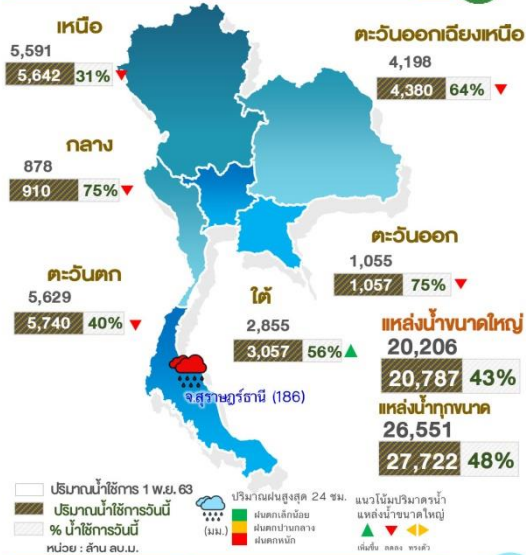 เหนือ
5,591
5,642 31%
ตะวันออกเฉียงเหนือ
4,198
4,380 64%
กลาง
878
910 75%
ตะวันออก
1,055
1,057 75%
ตะวันตก
5,629
5,740 40%
ใต้
2,855
3,057 56%
จ.สุราษฎร์ธานี (186)
แหล่งน้ำขนาดใหญ่
20,206
20,787 43%
แหล่งน้ำทุกขนาด
26,551
27,722 48%
ปริมาณน้ำใช้การ 1 พ.ย. 63
ปริมาณน้ำใช้การวันนี้
% น้ำใช้การวันนี้
หน่วย : ล้าน ลบ.ม.
ปริมาณฝนสูงสุด 24 ชม.
(มม.)
ฝนตกเล็กน้อย
ฝนตกปานกลาง
ฝนตกหนัก
แนวโน้มปริมาตรน้ำ
แหล่งน้ำขนาดใหญ่
เพิ่มขึ้น ลดลง ทรงตัว